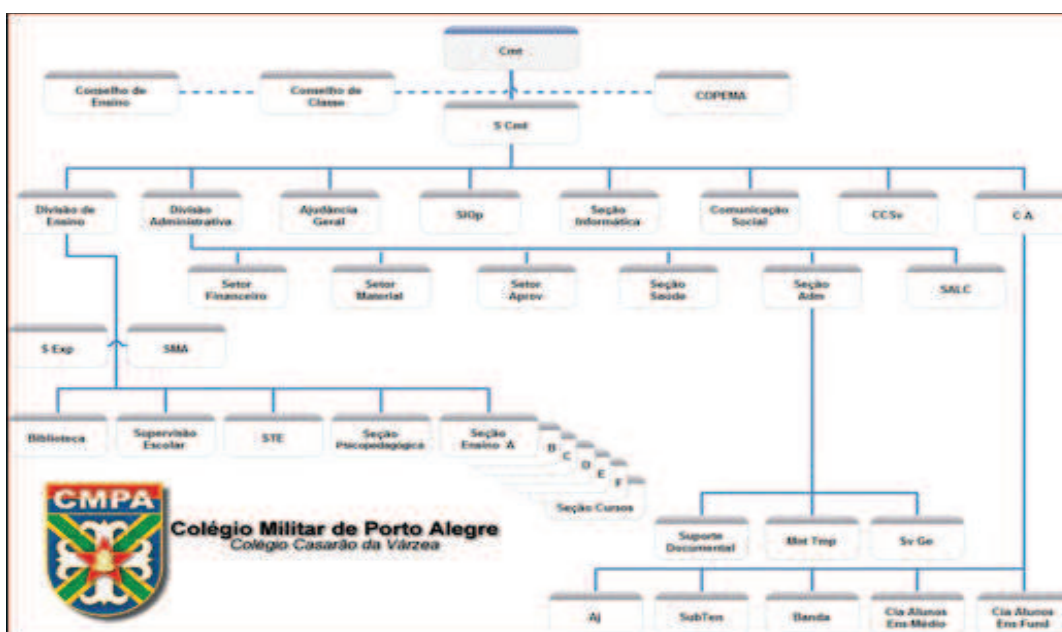 Cmt
Conselho de
Ensino
Conselho de
Classe
COPEMA
S Cmt
Divisão de
Ensino
Divisão
Administrativa
Ajudância
Geral
SIOp
Seção
Informática
Comunicação
Social
CCSv
C A
Setor
Financeiro
Setor
Material
Setor
Aprov
Seção
Saúde
Seção
Adm
SALC
S Exp
SMA
Biblioteca
Supervisão
Escolar
STE
Seção
Psicopedagógica
Seção
Ensino A
B
C
D
E
F
Seção Cursos
CMPA
Colégio Militar de Porto Alegre
Colégio Casarão da Várzea
Suporte
Documental
Mnt Tmp
Sv Ge
Aj
SubTen
Banda
Cia Alunos
Ens Médio
Cia Alunos
Ens Fund